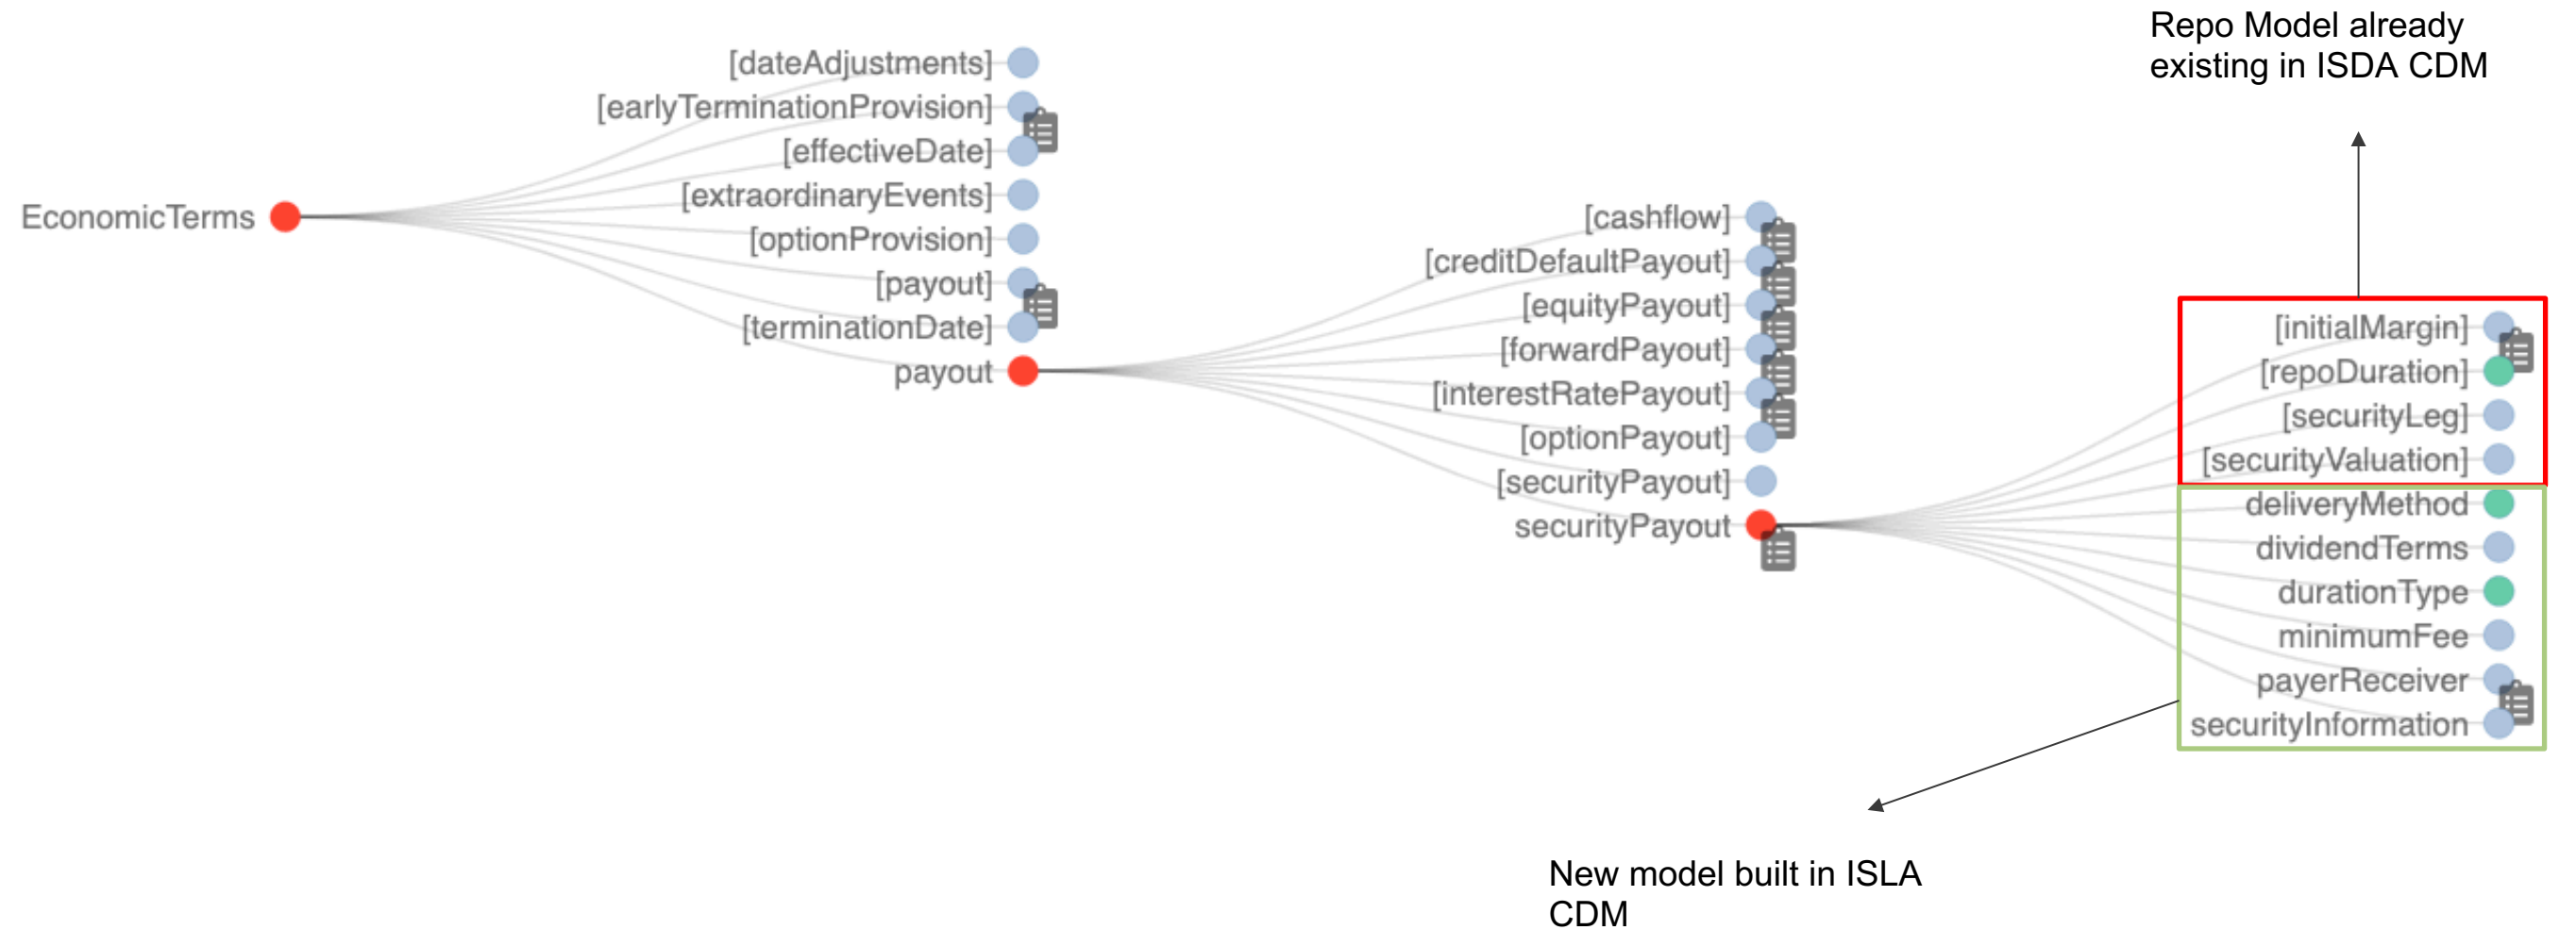 Repo Model already
existing in ISDA CDM
EconomicTerms
[dateAdjustments]
[earlyTerminationProvision]
[effectiveDate]
[extraordinaryEvents]
[optionProvision]
[payout]
[terminationDate]
payout
[cashflow]
[creditDefaultPayout]
[equityPayout]
[forwardPayout]
[interestRatePayout]
[optionPayout]
[securityPayout]
securityPayout
[initialMargin]
[repoDuration]
[securityLeg]
[securityValuation]
deliveryMethod
dividendTerms
durationType
minimumFee
payerReceiver
securityInformation
New model built in ISLA
CDM